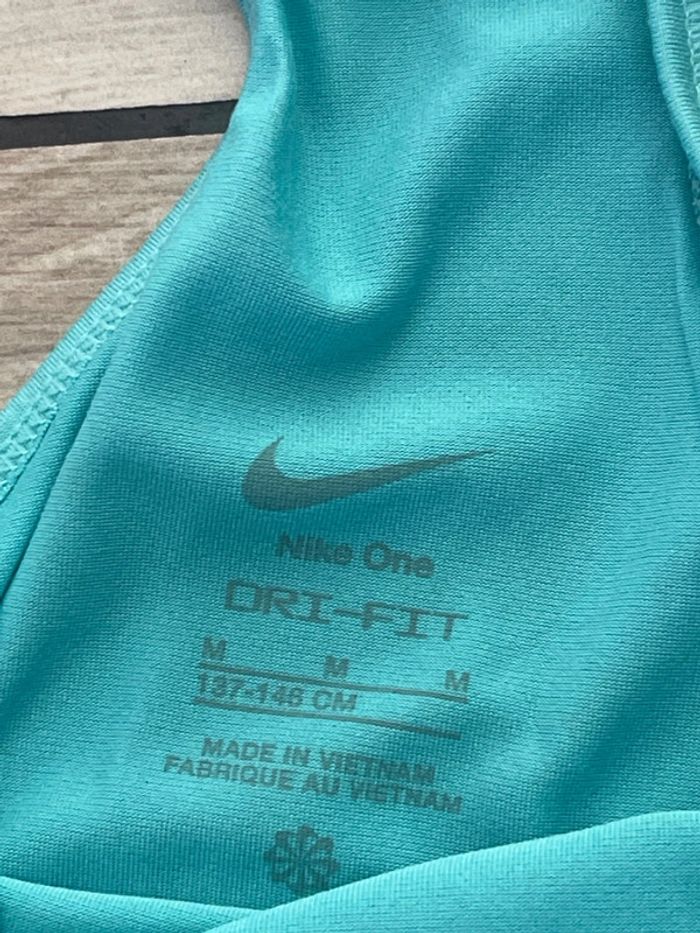 Nike One
DRI-FIT
M M M
137-146 CM
MADE IN VIETNAM
FABRIQUE AU VIETNAM